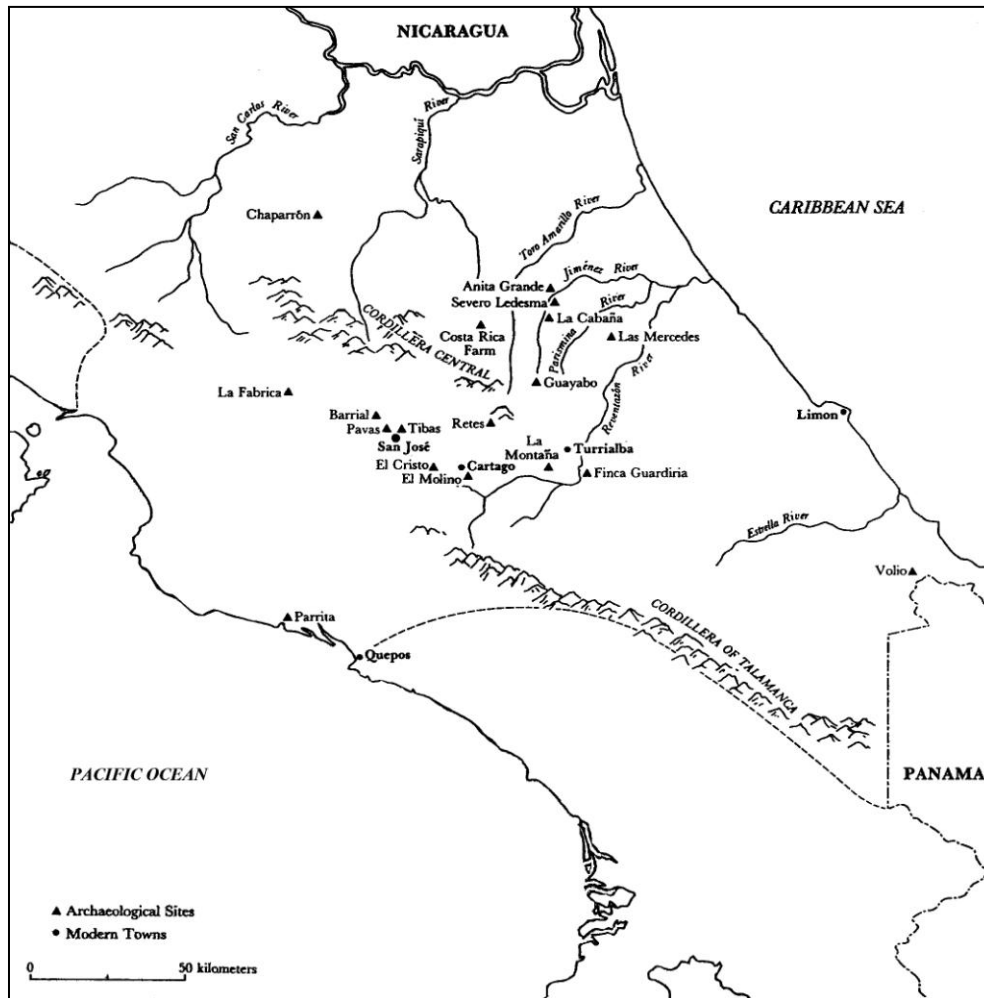 NICARAGUA
San Carlos River
Sarapiquí River
CARIBBEAN SEA
Chaparrón
Toro Amarillo River
Jiménez River
Anita Grande
Severo Ledesma
Parismina River
La Cabaña
CORDILLERA CENTRAL
Costa Rica
Farm
Las Mercedes
Reventazón River
La Fabrica
Guayabo
Barrial
Limon
Pavas
Tibas
Retes
San José
La
Montaña
Turrialba
El Cristo
Cartago
El Molino
Finca Guardiria
Estrella River
Volio
Parrita
CORDILLERA OF TALAMANCA
Quepos
PACIFIC OCEAN
PANAMA
Archaeological Sites
Modern Towns
0 50 kilometers